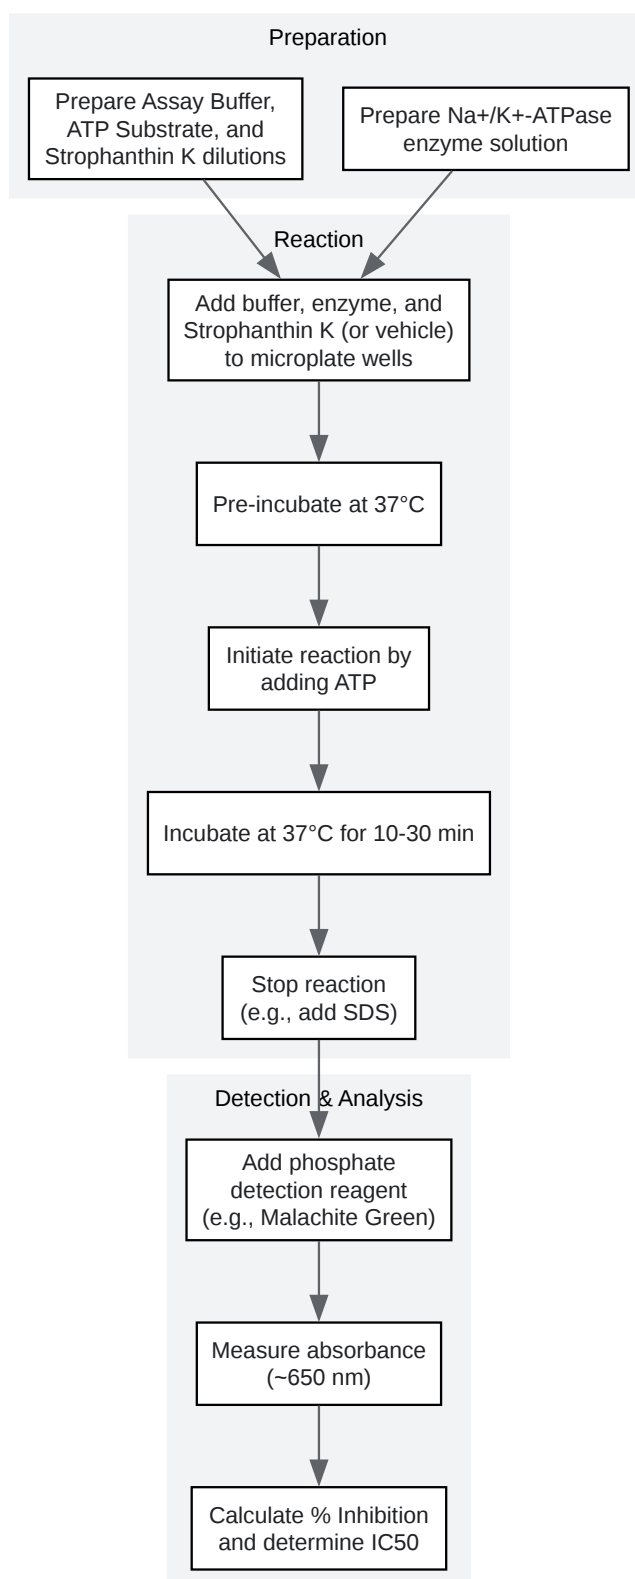 Preparation
Prepare Assay Buffer,
ATP Substrate, and
Strophanthin K dilutions
Prepare Na+/K+-ATPase
enzyme solution
Reaction
Add buffer, enzyme, and
Strophanthin K (or vehicle)
to microplate wells
Pre-incubate at 37°C
Initiate reaction by
adding ATP
Incubate at 37°C for 10-30 min
Stop reaction
(e.g., add SDS)
Detection & Analysis
Add phosphate
detection reagent
(e.g., Malachite Green)
Measure absorbance
(~650 nm)
Calculate % Inhibition
and determine IC50